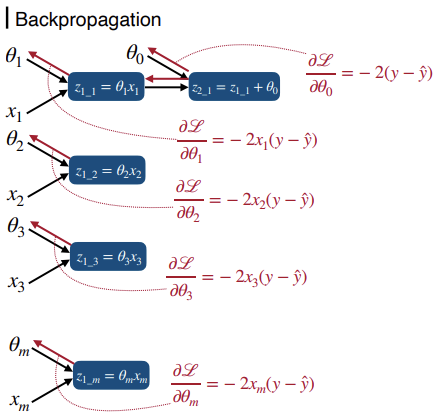 Backpropagation
θ₁ θ₀ ∂ℒ/∂θ₀ = − 2(y − ŷ)
z₁_₁ = θ₁x₁ z₂_₁ = z₁_₁ + θ₀
x₁
∂ℒ/∂θ₁ = − 2x₁(y − ŷ)
θ₂
z₁_₂ = θ₂x₂
x₂
∂ℒ/∂θ₂ = − 2x₂(y − ŷ)
θ₃
z₁_₃ = θ₃x₃
x₃
∂ℒ/∂θ₃ = − 2x₃(y − ŷ)
θₘ
z₁_ₘ = θₘxₘ
xₘ
∂ℒ/∂θₘ = − 2xₘ(y − ŷ)